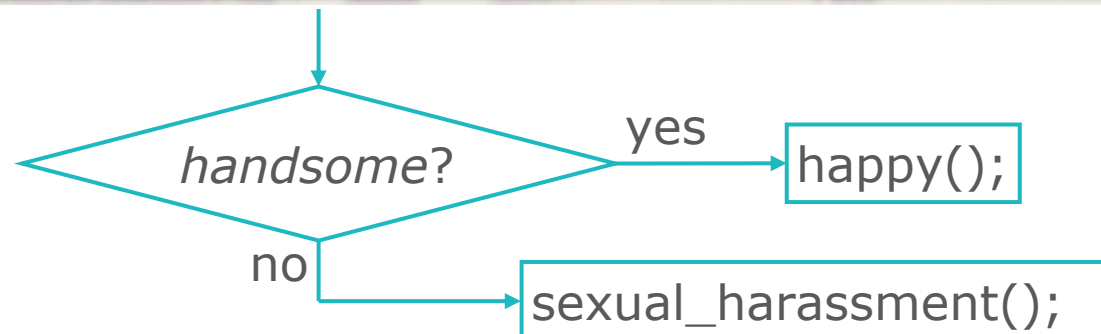 yes
handsome?
happy();
no
sexual_harassment();